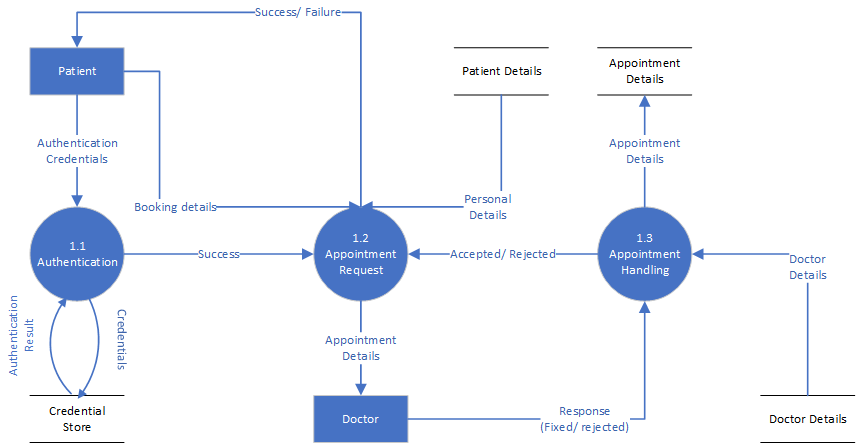 Success/ Failure
Patient
Patient Details
Appointment
Details
Authentication
Credentials
Appointment
Details
Booking details
Personal
Details
1.1
Authentication
Success
1.2
Appointment
Request
Accepted/ Rejected
1.3
Appointment
Handling
Doctor
Details
Authentication
Result
Credentials
Appointment
Details
Credential
Store
Doctor
Response
(Fixed/ rejected)
Doctor Details